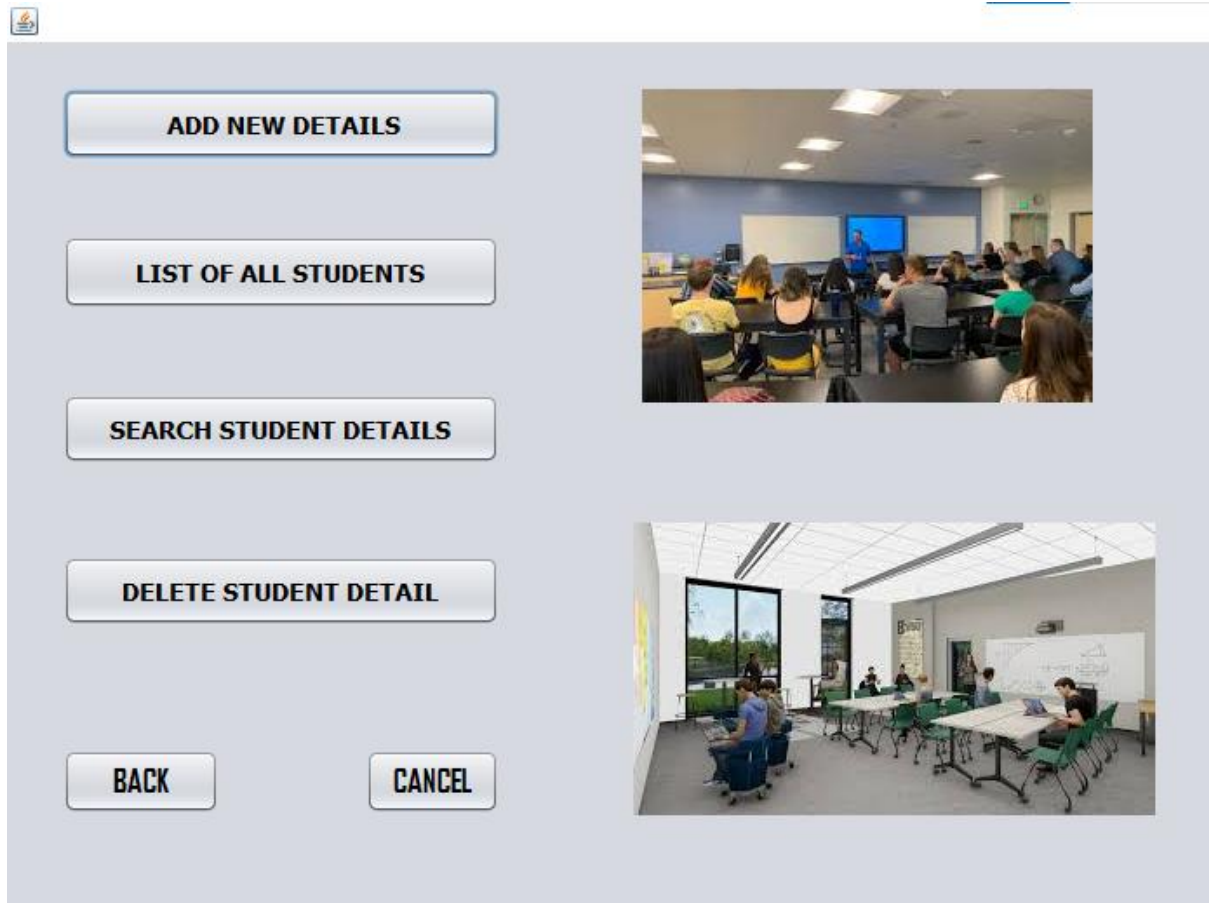 ADD NEW DETAILS
LIST OF ALL STUDENTS
SEARCH STUDENT DETAILS
DELETE STUDENT DETAIL
BACK
CANCEL